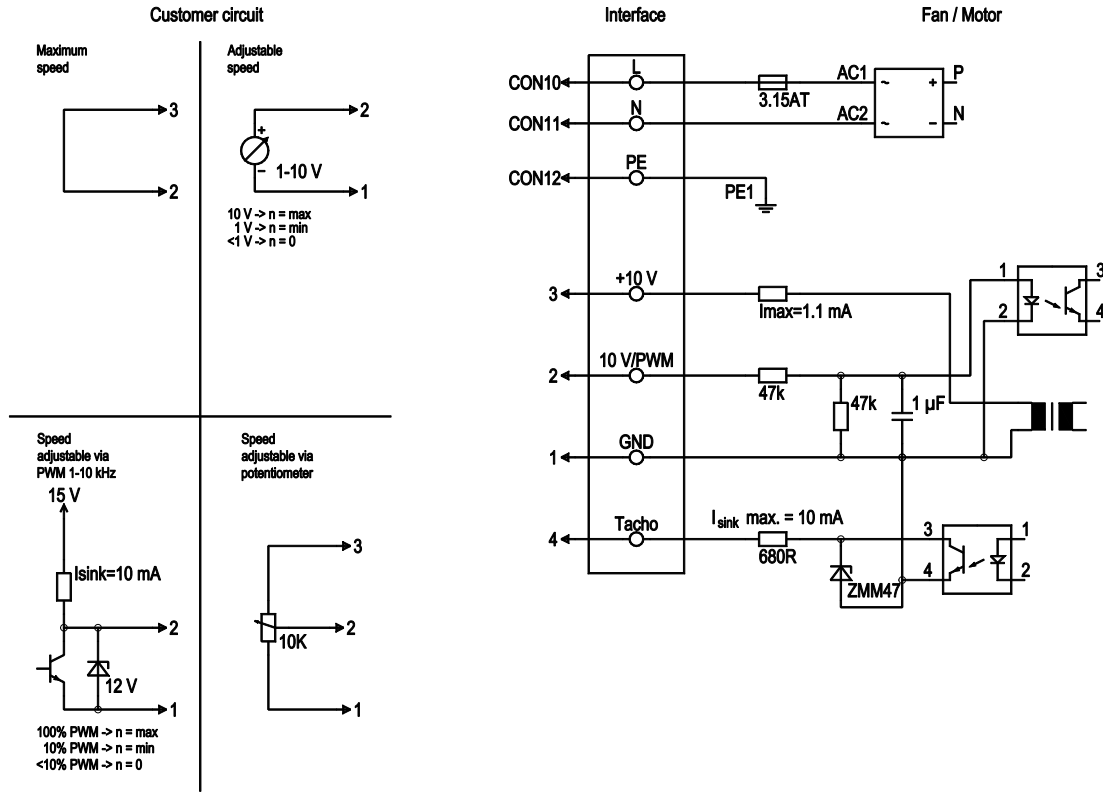 Customer circuit
Interface
Fan / Motor
Maximum
speed
3
2
Adjustable
speed
2
+
−
1-10 V
1
10 V -> n = max
1 V -> n = min
<1 V -> n = 0
Speed
adjustable via
PWM 1-10 kHz
15 V
Isink=10 mA
2
12 V
1
100% PWM -> n = max
10% PWM -> n = min
<10% PWM -> n = 0
Speed
adjustable via
potentiometer
3
2
10K
1
CON10
L
3.15AT
AC1
~
+
P
CON11
N
AC2
~
−
N
CON12
PE
PE1
3
+10 V
Imax=1.1 mA
1
2
3
4
2
10 V/PWM
47k
47k
1 µF
1
GND
4
Tacho
Isink max. = 10 mA
680R
ZMM47
3
4
1
2